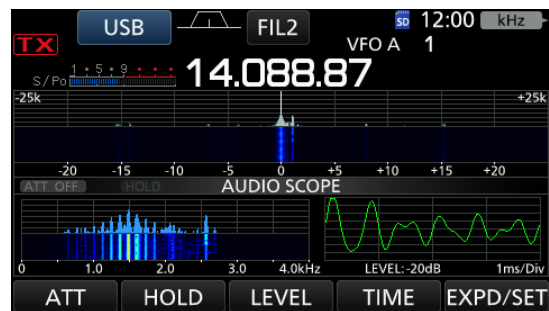 USB FIL2 SD 12:00 kHz
TX VFO A 1
1 · 5 · 9 · · · ·
S/Po 14.088.87
-25k +25k
-20 -15 -10 -5 0 +5 +10 +15 +20
ATT OFF HOLD AUDIO SCOPE
0 1.0 2.0 3.0 4.0kHz LEVEL:-20dB 1ms/Div
ATT HOLD LEVEL TIME EXPD/SET